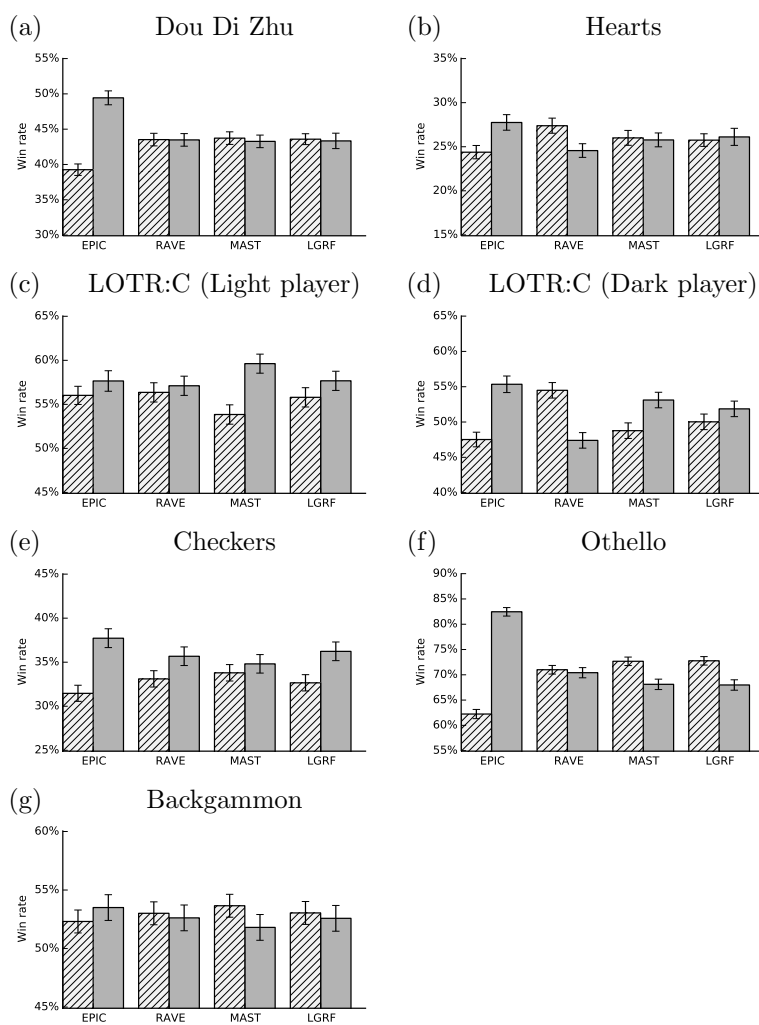 (a) Dou Di Zhu
55%
50%
45%
40%
35%
30%
Win rate
EPIC RAVE MAST LGRF
(b) Hearts
35%
30%
25%
20%
15%
Win rate
EPIC RAVE MAST LGRF
(c) LOTR:C (Light player)
65%
60%
55%
50%
45%
Win rate
EPIC RAVE MAST LGRF
(d) LOTR:C (Dark player)
65%
60%
55%
50%
45%
40%
Win rate
EPIC RAVE MAST LGRF
(e) Checkers
45%
40%
35%
30%
25%
Win rate
EPIC RAVE MAST LGRF
(f) Othello
90%
85%
80%
75%
70%
65%
60%
55%
Win rate
EPIC RAVE MAST LGRF
(g) Backgammon
60%
55%
50%
45%
Win rate
EPIC RAVE MAST LGRF